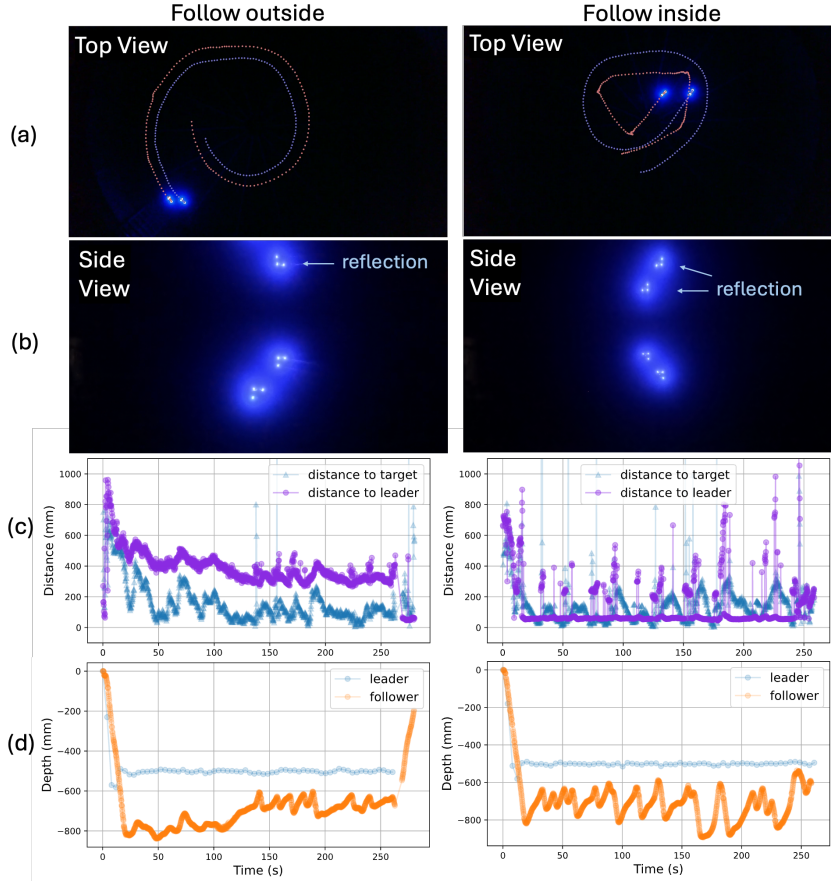 Follow outside
Follow inside
(a)
Top View
Top View
(b)
Side
View
reflection
Side
View
reflection
(c)
Distance (mm)
1000
800
600
400
200
0
distance to target
distance to leader
0
50
100
150
200
250
Distance (mm)
1000
800
600
400
200
0
distance to target
distance to leader
0
50
100
150
200
250
(d)
Depth (mm)
0
−200
−400
−600
−800
leader
follower
0
50
100
150
200
250
Time (s)
Depth (mm)
0
−200
−400
−600
−800
leader
follower
0
50
100
150
200
250
Time (s)